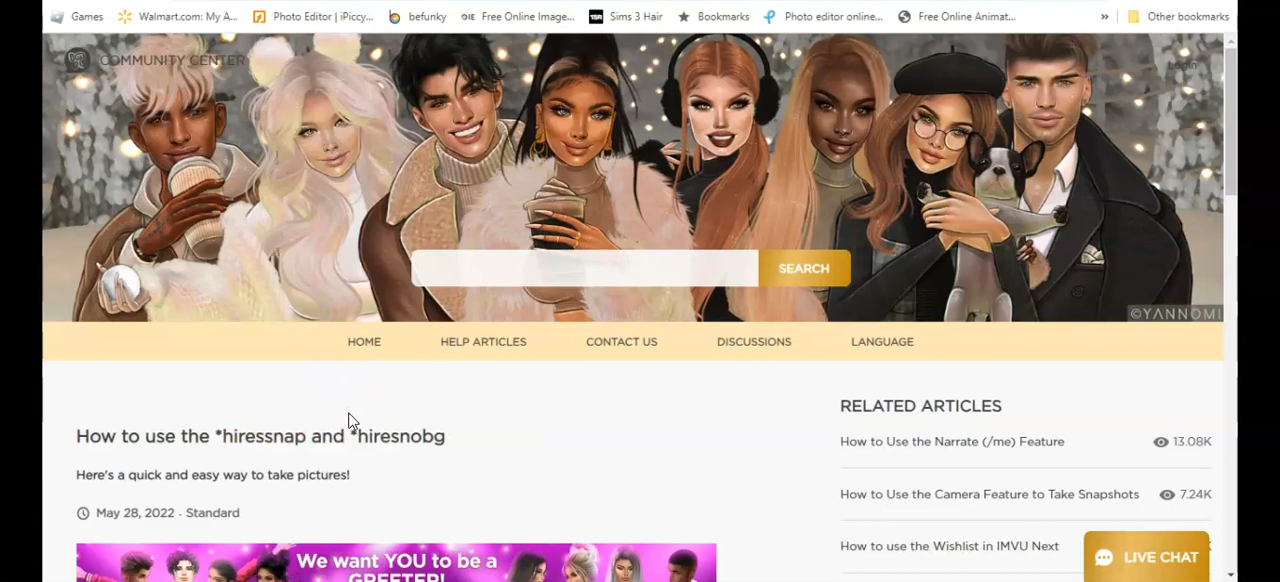 Games Walmart.com: My A... Photo Editor | iPiccy... befunky Free Online Image... Sims 3 Hair Bookmarks Photo editor online... Free Online Animat... » Other bookmarks
COMMUNITY CENTER Login
SEARCH
©YANNOMI
HOME HELP ARTICLES CONTACT US DISCUSSIONS LANGUAGE
How to use the *hiressnap and *hiresnobg
Here's a quick and easy way to take pictures!
May 28, 2022 - Standard
We want YOU to be a
GREETER!
RELATED ARTICLES
How to Use the Narrate (/me) Feature 13.08K
How to Use the Camera Feature to Take Snapshots 7.24K
How to use the Wishlist in IMVU Next
LIVE CHAT